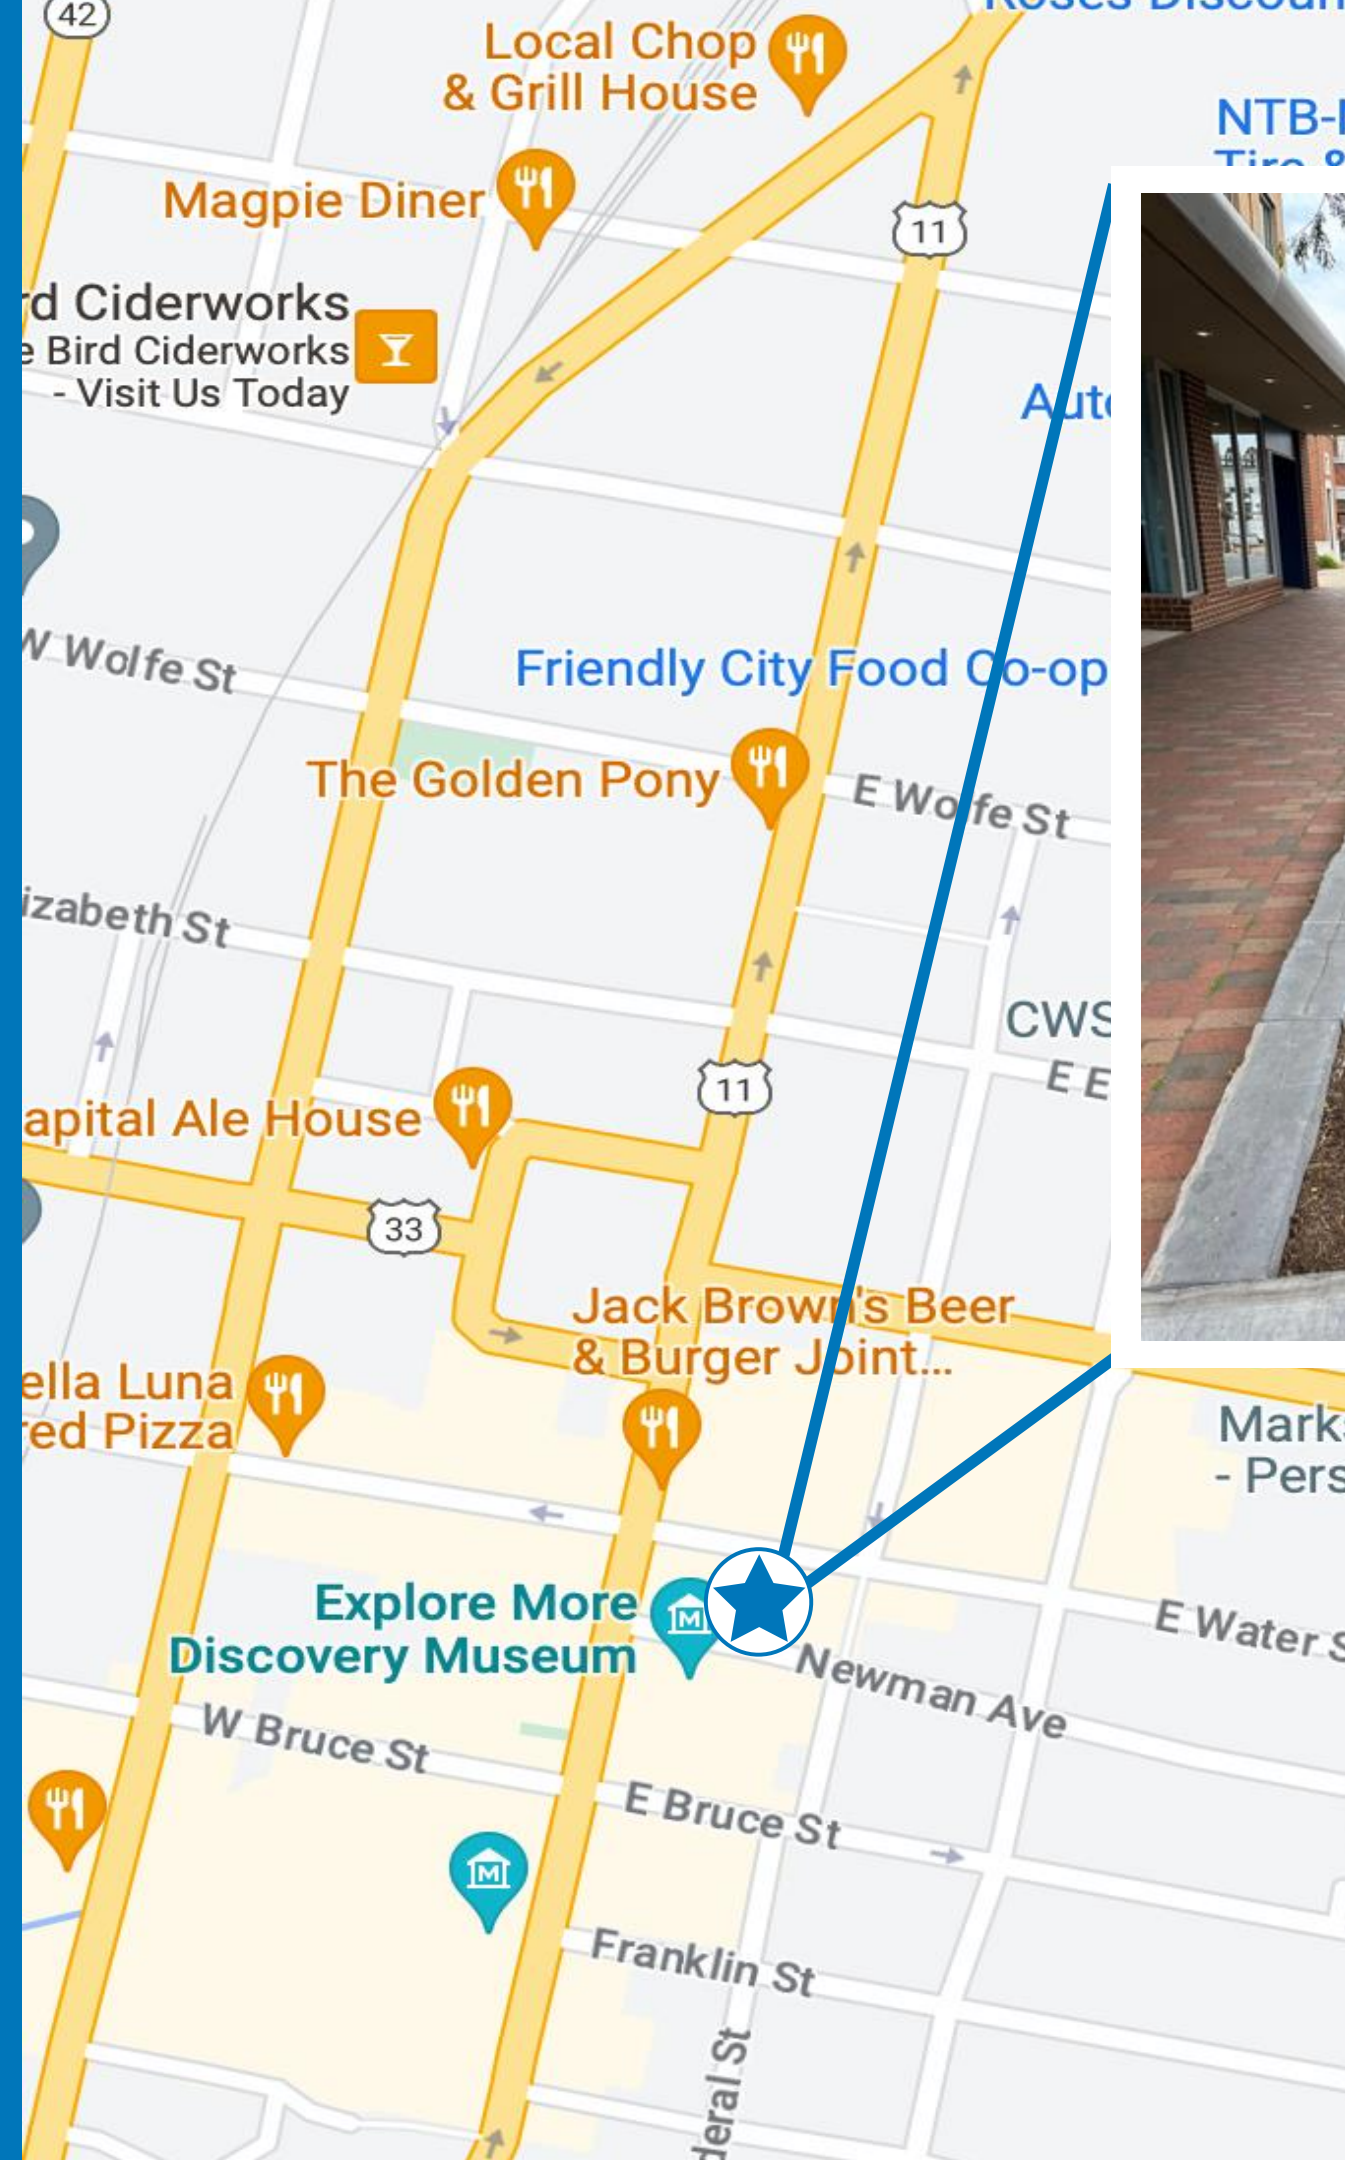 42
Local Chop
& Grill House
NTB-
Magpie Diner
11
rd Ciderworks
e Bird Ciderworks
- Visit Us Today
Auto
W Wolfe St
Friendly City Food Co-op
The Golden Pony
E Wolfe St
izabeth St
CWS
E E
11
apital Ale House
33
Jack Brown's Beer
& Burger Joint...
ella Luna
red Pizza
Mark
- Pers
Explore More
Discovery Museum
E Water S
Newman Ave
W Bruce St
E Bruce St
Franklin St
deral St